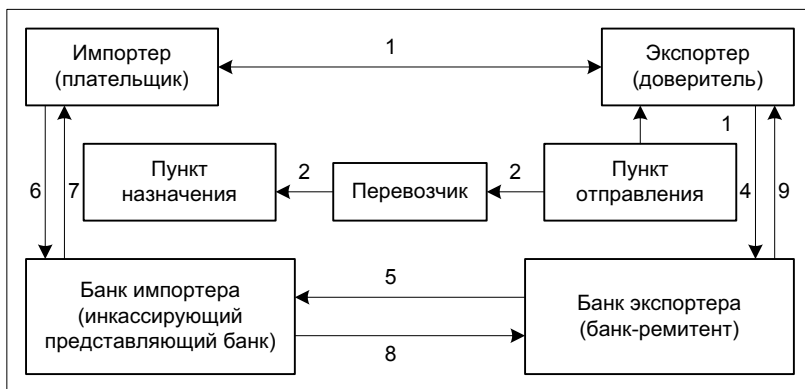 Импортер
(плательщик)
1
Экспортер
(доверитель)
1
Пункт
назначения
2
Перевозчик
2
Пункт
отправления
6
7
4
9
Банк импортера
(инкассирующий
представляющий банк)
5
8
Банк экспортера
(банк-ремитент)